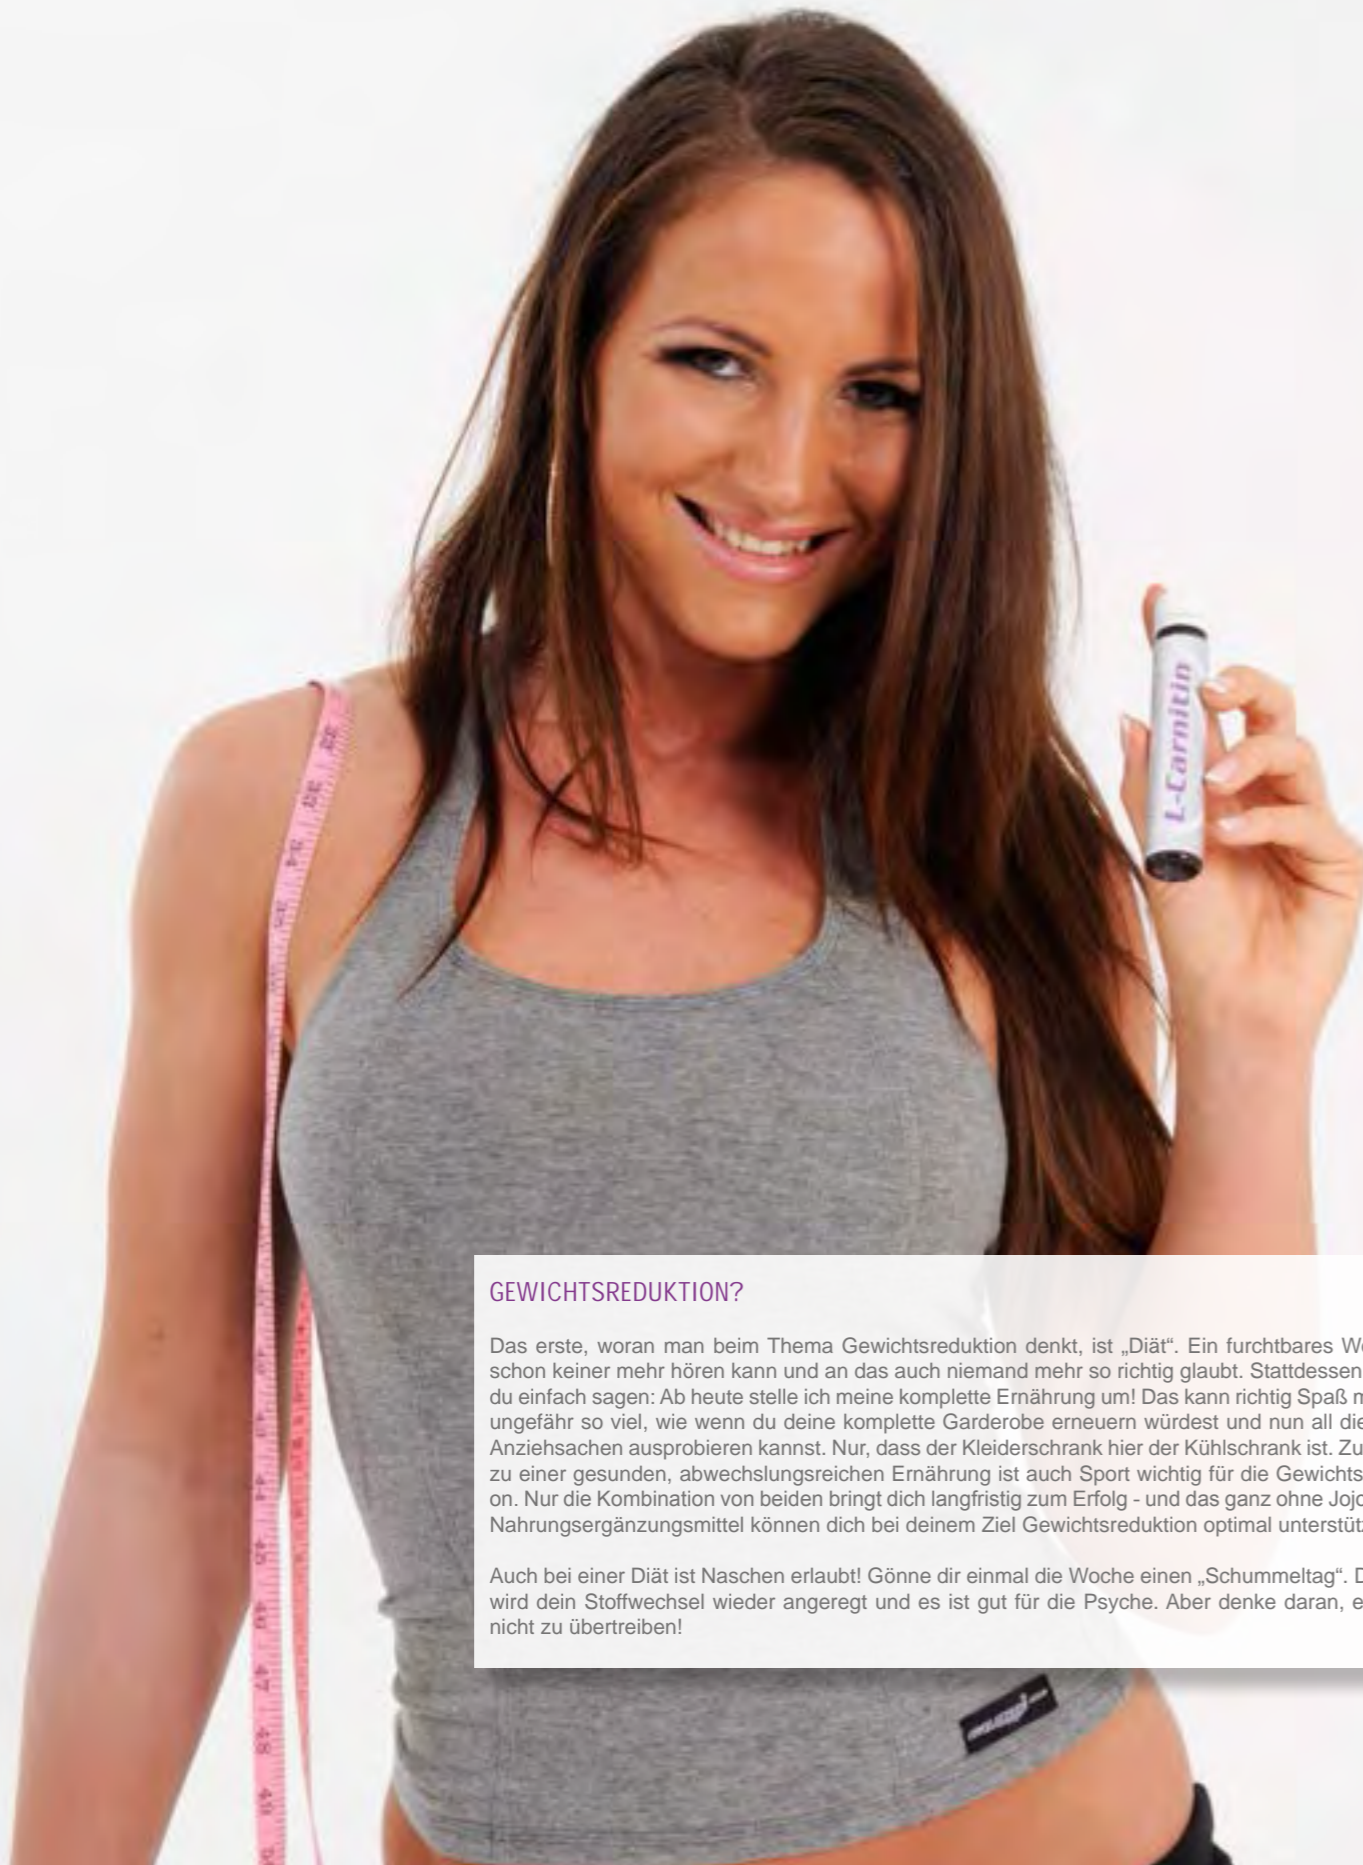 L-Carnitin
GEWICHTSREDUKTION?
Das erste, woran man beim Thema Gewichtsreduktion denkt, ist „Diät“. Ein furchtbares
schon keiner mehr hören kann und an das auch niemand mehr so richtig glaubt. Stattdessen
du einfach sagen: Ab heute stelle ich meine komplette Ernährung um! Das kann richtig Spaß
ungefähr so viel, wie wenn du deine komplette Garderobe erneuern würdest und nun all die
Anziehsachen ausprobieren kannst. Nur, dass der Kleiderschrank hier der Kühlschrank ist.
zu einer gesunden, abwechslungsreichen Ernährung ist auch Sport wichtig für die
on. Nur die Kombination von beiden bringt dich langfristig zum Erfolg - und das ganz ohne
Nahrungsergänzungsmittel können dich bei deinem Ziel Gewichtsreduktion optimal
Auch bei einer Diät ist Naschen erlaubt! Gönne dir einmal die Woche einen „Schummeltag“.
wird dein Stoffwechsel wieder angeregt und es ist gut für die Psyche. Aber denke daran,
nicht zu übertreiben!
44
45
46
47
48
49